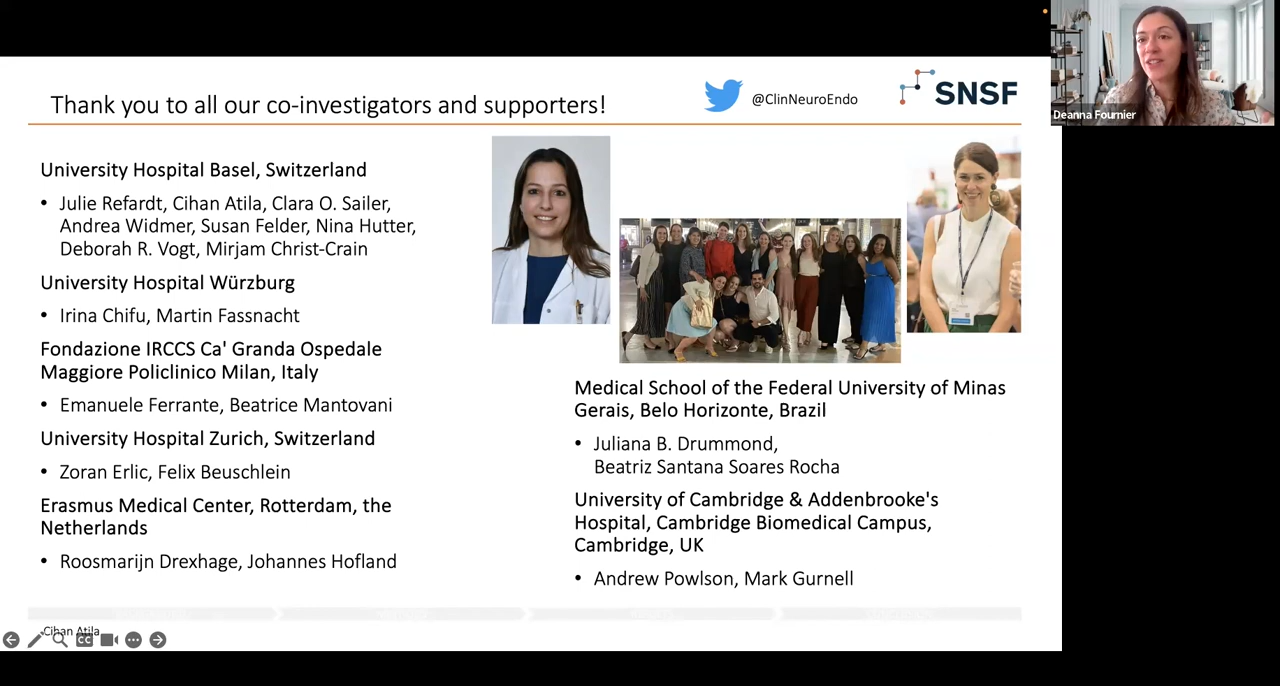 Thank you to all our co-investigators and supporters!
@ClinNeuroEndo
SNSF
Deanna Fournier
University Hospital Basel, Switzerland
• Julie Refardt, Cihan Atila, Clara O. Sailer,
Andrea Widmer, Susan Felder, Nina Hutter,
Deborah R. Vogt, Mirjam Christ-Crain
University Hospital Würzburg
• Irina Chifu, Martin Fassnacht
Fondazione IRCCS Ca' Granda Ospedale
Maggiore Policlinico Milan, Italy
• Emanuele Ferrante, Beatrice Mantovani
University Hospital Zurich, Switzerland
• Zoran Erlic, Felix Beuschlein
Erasmus Medical Center, Rotterdam, the
Netherlands
• Roosmarijn Drexhage, Johannes Hofland
Medical School of the Federal University of Minas
Gerais, Belo Horizonte, Brazil
• Juliana B. Drummond,
Beatriz Santana Soares Rocha
University of Cambridge & Addenbrooke's
Hospital, Cambridge Biomedical Campus,
Cambridge, UK
• Andrew Powlson, Mark Gurnell
Cihan Atila
CC